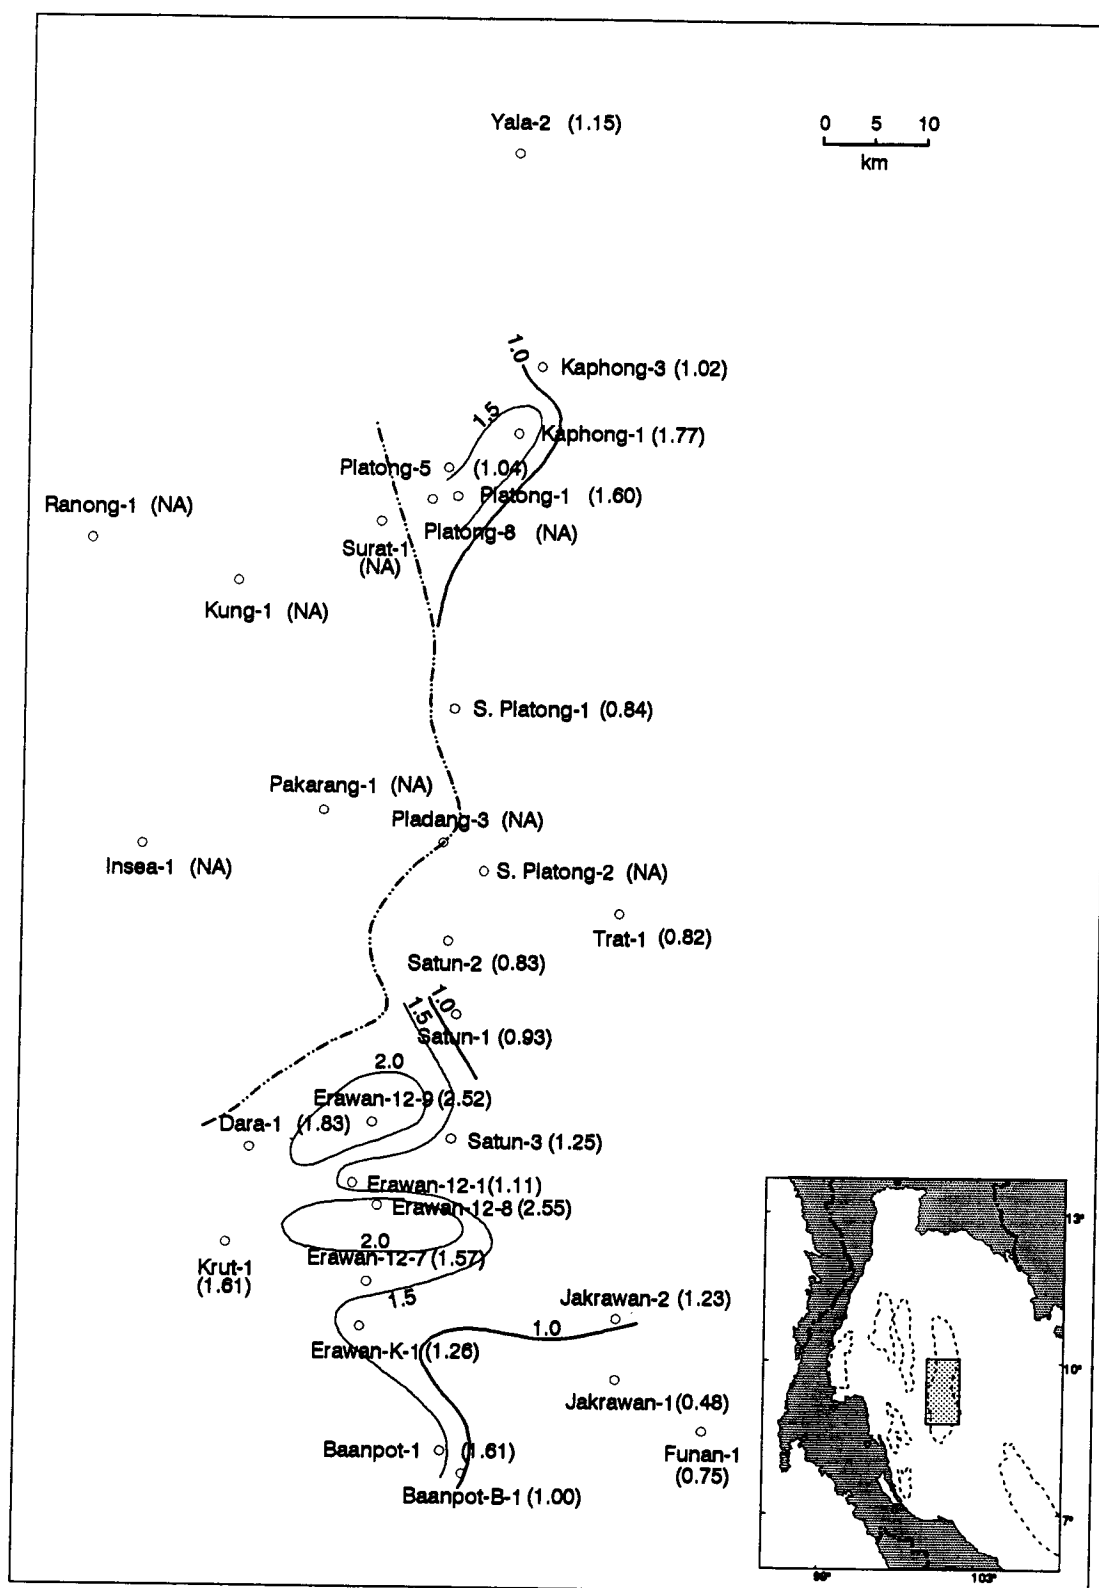 Yala-2 (1.15)
0 5 10
km
1.0
Kaphong-3 (1.02)
1.5
Kaphong-1 (1.77)
Platong-5 (1.04)
Platong-1 (1.60)
Ranong-1 (NA)
Platong-8 (NA)
Surat-1
(NA)
Kung-1 (NA)
S. Platong-1 (0.84)
Pakarang-1 (NA)
Pladang-3 (NA)
Insea-1 (NA)
S. Platong-2 (NA)
Trat-1 (0.82)
Satun-2 (0.83)
1.0
1.5
Satun-1 (0.93)
2.0
Erawan-12-9 (2.52)
Dara-1 (1.83)
Satun-3 (1.25)
Erawan-12-1 (1.11)
Erawan-12-8 (2.55)
2.0
Erawan-12-7 (1.57)
Krut-1
(1.61)
1.5
Jakrawan-2 (1.23)
1.0
Erawan-K-1 (1.26)
Jakrawan-1 (0.48)
Baanpot-1 (1.61)
Funan-1
(0.75)
Baanpot-B-1 (1.00)
13°
10°
7°
99°
103°